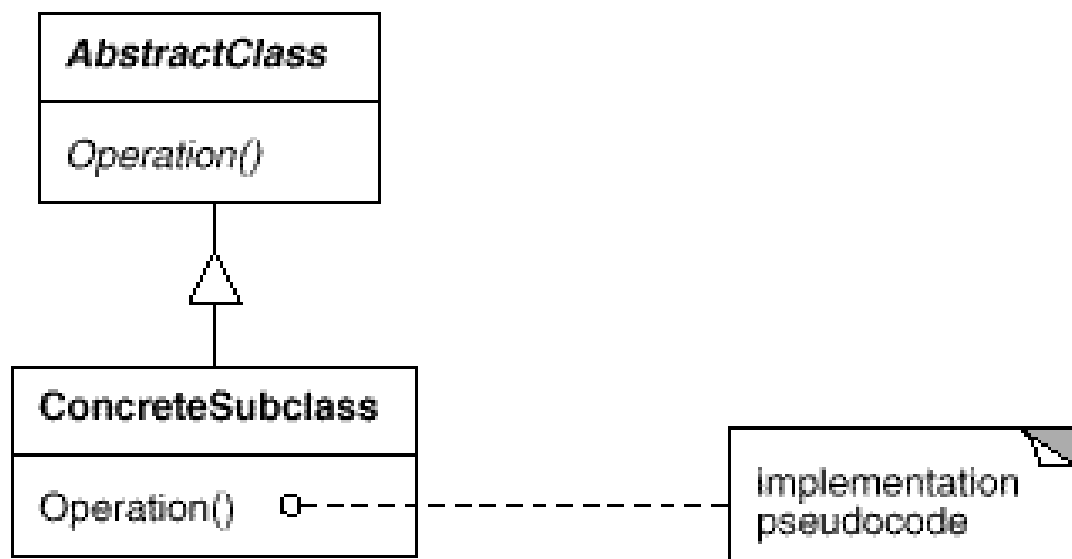 AbstractClass
Operation()
ConcreteSubclass
Operation()
implementation
pseudocode